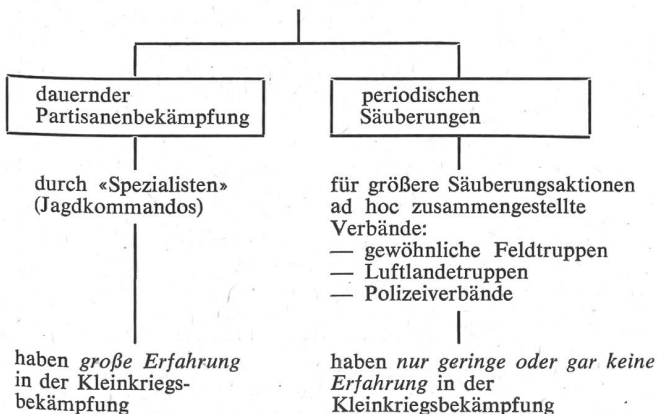 dauernder
Partisanenbekämpfung
durch «Spezialisten»
(Jagdkommandos)
haben große Erfahrung
in der Kleinkriegs-
bekämpfung
periodischen
Säuberungen
für größere Säuberungsaktionen
ad hoc zusammengestellte
Verbände:
— gewöhnliche Feldtruppen
— Luftlandetruppen
— Polizeiverbände
haben nur geringe oder gar keine
Erfahrung in der
Kleinkriegsbekämpfung